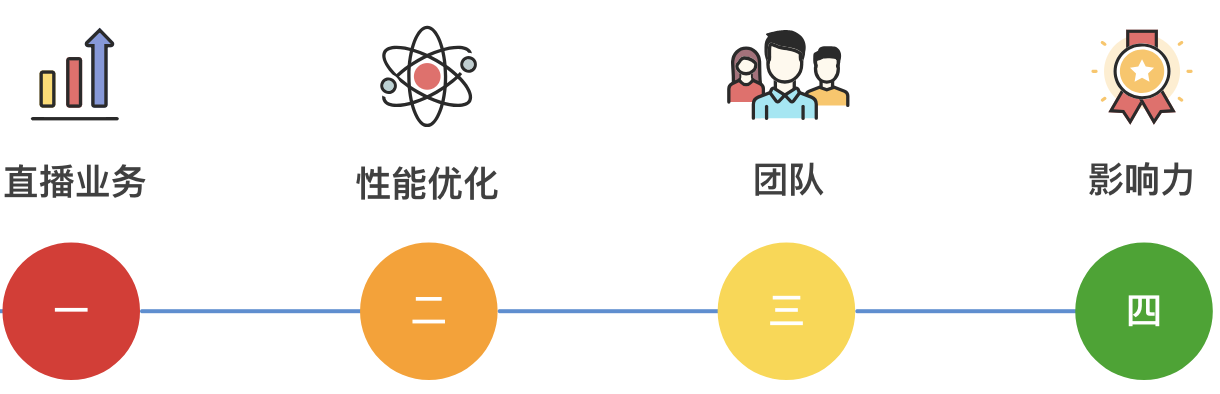 直播业务
性能优化
团队
影响力
一
二
三
四